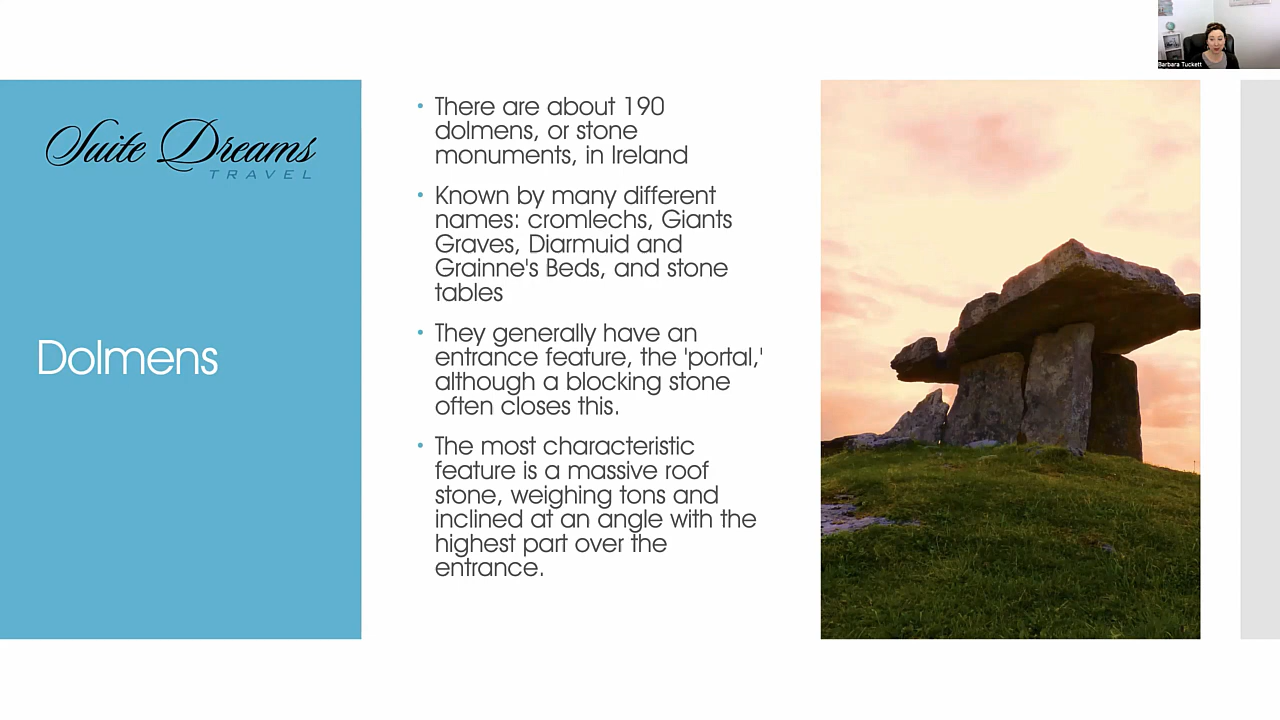 Barbara Tuckett
Suite Dreams
TRAVEL
Dolmens
• There are about 190
dolmens, or stone
monuments, in Ireland
• Known by many different
names: cromlechs, Giants
Graves, Diarmuid and
Grainne's Beds, and stone
tables
• They generally have an
entrance feature, the 'portal,'
although a blocking stone
often closes this.
• The most characteristic
feature is a massive roof
stone, weighing tons and
inclined at an angle with the
highest part over the
entrance.